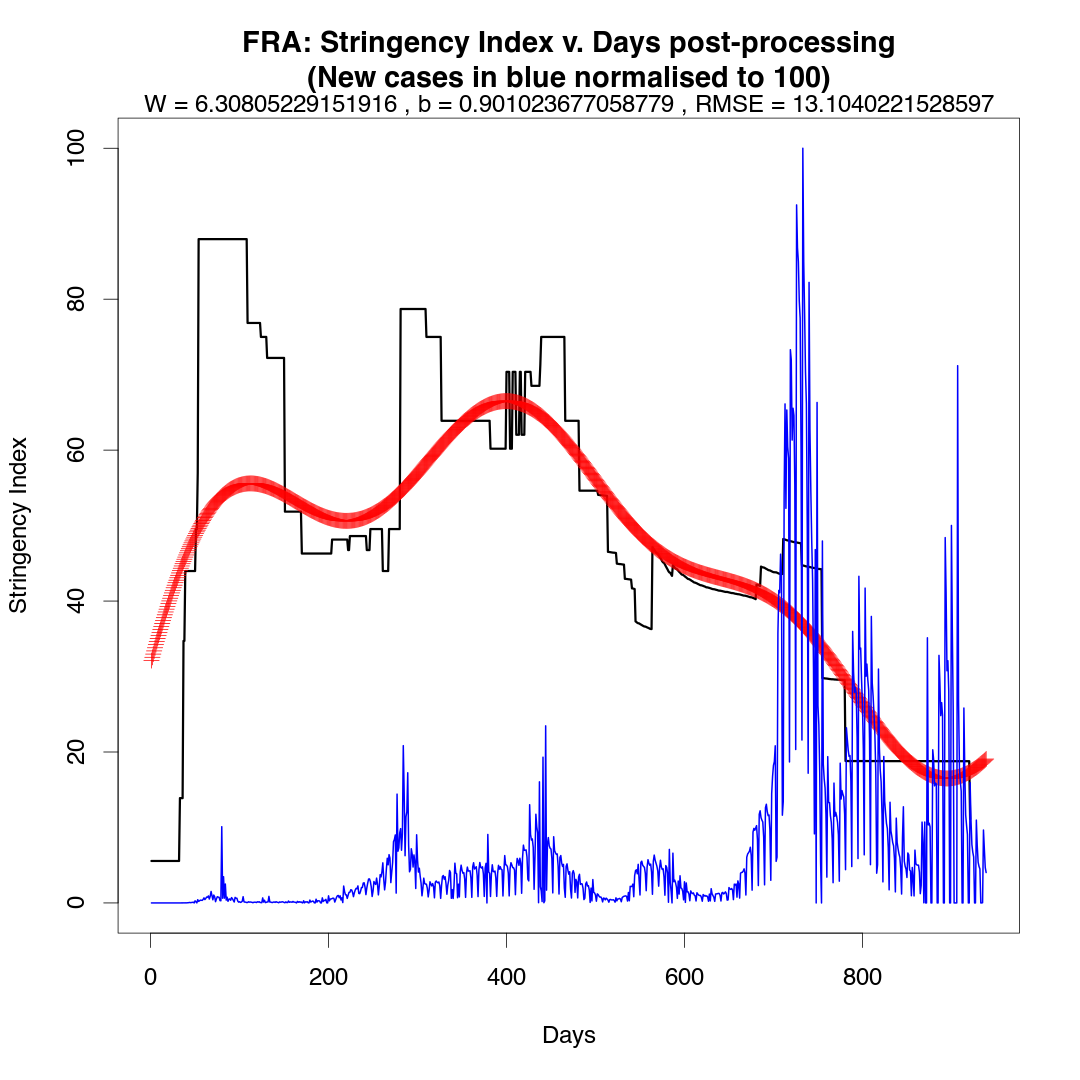 FRA: Stringency Index v. Days post-processing
(New cases in blue normalised to 100)
W = 6.30805229151916 , b = 0.901023677058779 , RMSE = 13.1040221528597
100
80
60
40
20
0
Stringency Index
0 200 400 600 800
Days